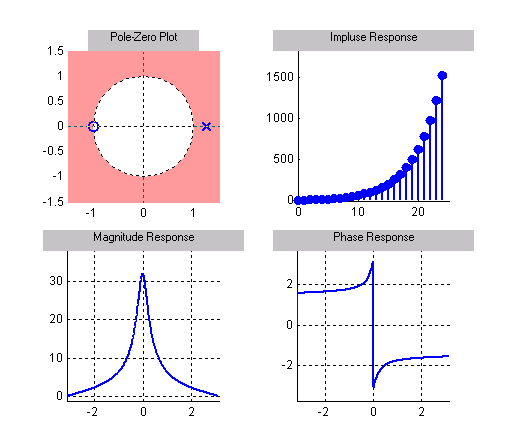 Pole-Zero Plot
1.5
1
0.5
0
-0.5
-1
-1.5
-1 0 1
Impluse Response
1500
1000
500
0
0 10 20
Magnitude Response
30
20
10
0
-2 0 2
Phase Response
2
0
-2
-2 0 2